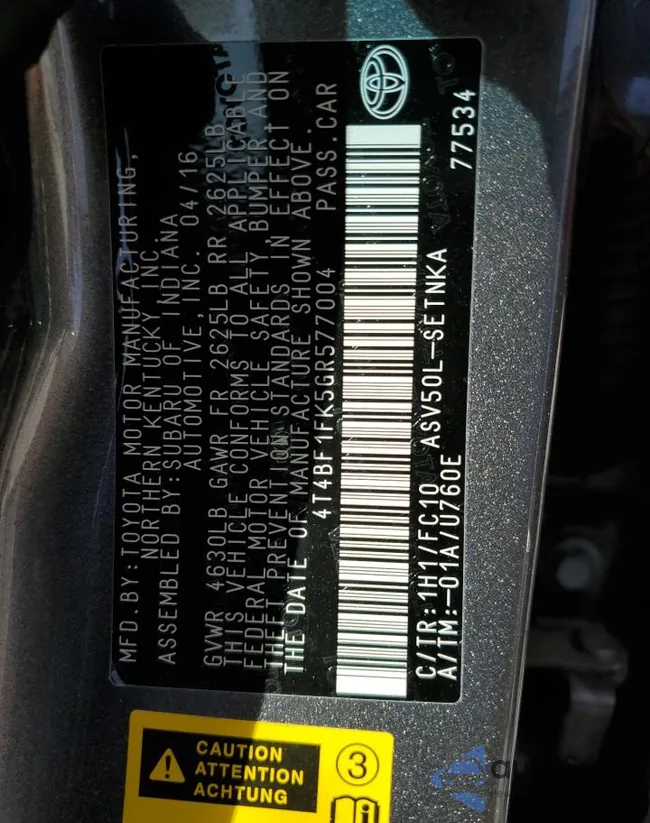 MFD.BY:TOYOTA MOTOR MANUFACTURING,
NORTHERN KENTUCKY INC.
ASSEMBLED BY:SUBARU OF INDIANA
AUTOMOTIVE,INC. 04/16
GVWR 4630LB GAWR FR 2625LB RR 2625LB
THIS VEHICLE CONFORMS TO ALL APPLICABLE
FEDERAL MOTOR VEHICLE SAFETY, BUMPER AND
THEFT PREVENTION STANDARDS IN EFFECT ON
THE DATE OF MANUFACTURE SHOWN ABOVE.
4T4BF1FK5GR577004 PASS.CAR
C/TR:1H1/FC10 ASV50L-SETNKA 77534
A/TM:-01A/U760E
CAUTION
ATTENTION
ACHTUNG
3